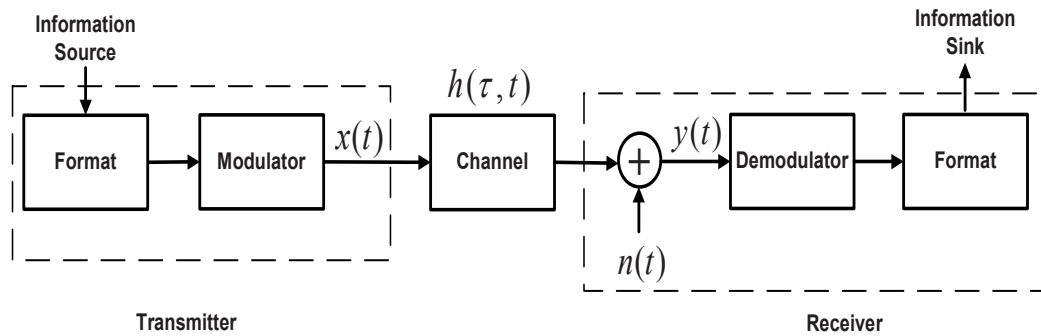 Information
Source
Information
Sink
h(τ,t)
Format
Modulator
x(t)
Channel
+
y(t)
Demodulator
Format
n(t)
Transmitter
Receiver